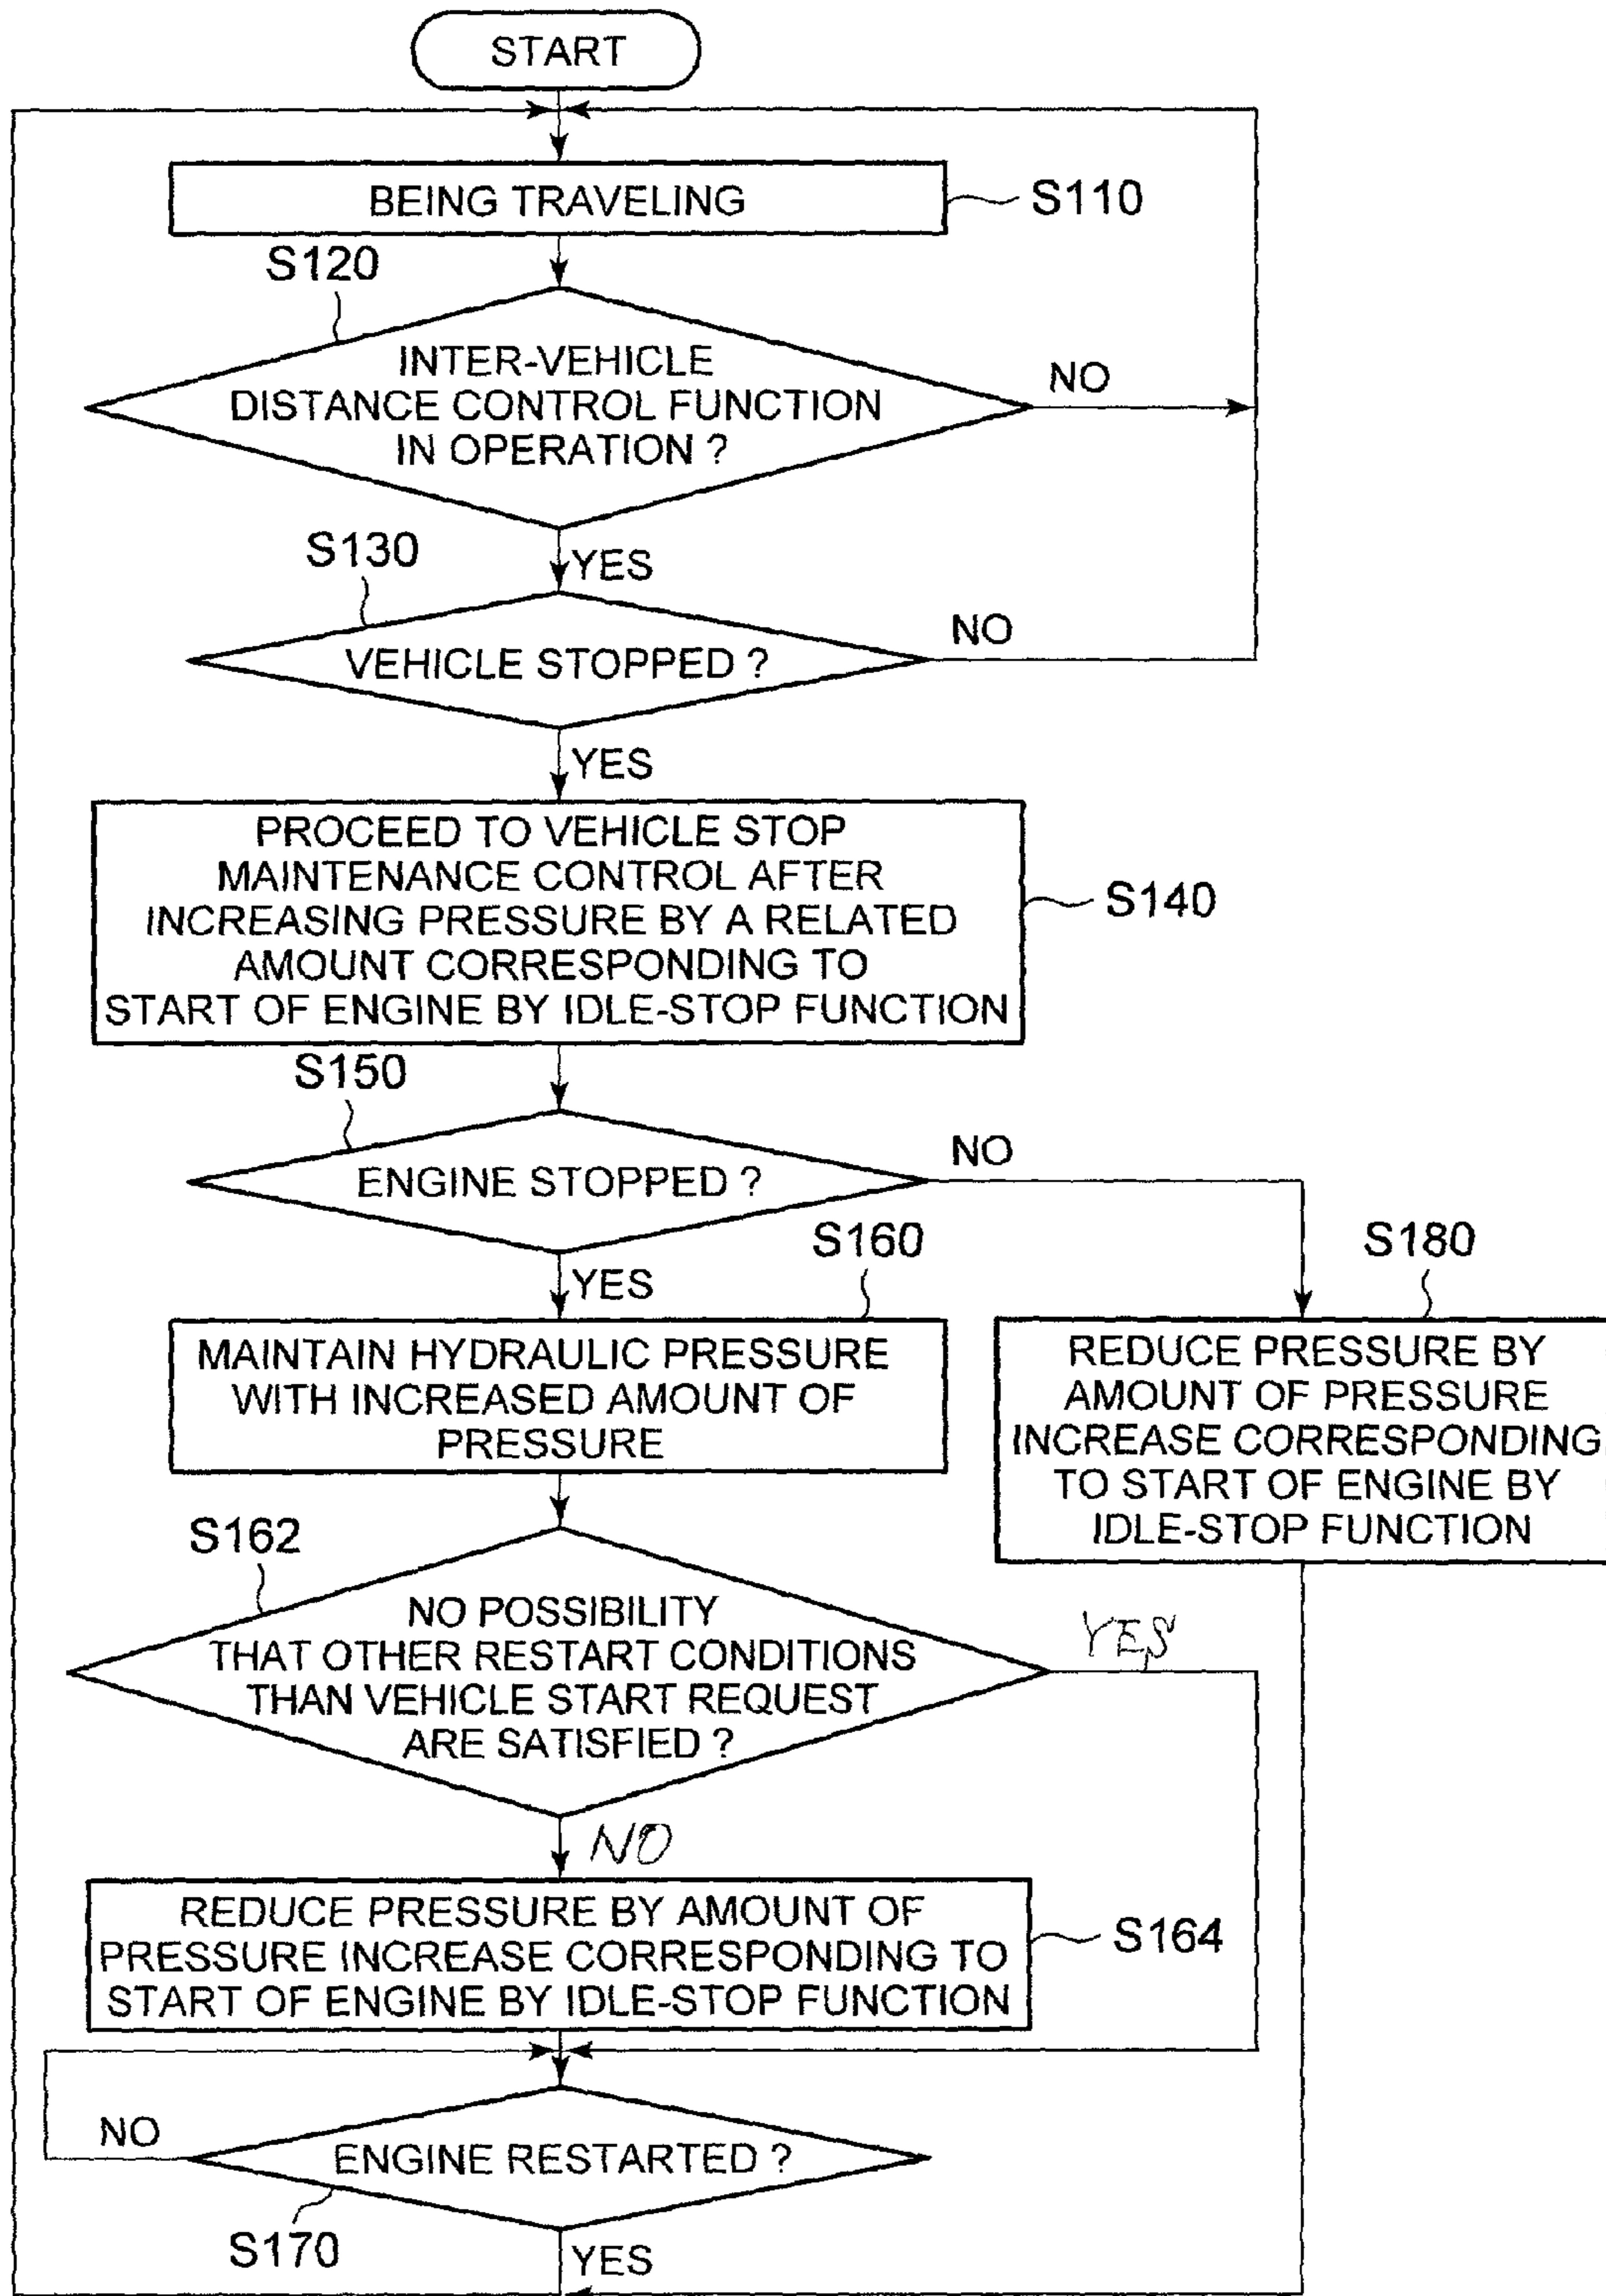 START
BEING TRAVELING
S110
S120
INTER-VEHICLE
DISTANCE CONTROL FUNCTION
IN OPERATION ?
NO
YES
S130
VEHICLE STOPPED ?
NO
YES
PROCEED TO VEHICLE STOP
MAINTENANCE CONTROL AFTER
INCREASING PRESSURE BY A RELATED
AMOUNT CORRESPONDING TO
START OF ENGINE BY IDLE-STOP FUNCTION
S140
S150
ENGINE STOPPED ?
NO
YES
S160
MAINTAIN HYDRAULIC PRESSURE
WITH INCREASED AMOUNT OF
PRESSURE
S180
REDUCE PRESSURE BY
AMOUNT OF PRESSURE
INCREASE CORRESPONDING
TO START OF ENGINE BY
IDLE-STOP FUNCTION
S162
NO POSSIBILITY
THAT OTHER RESTART CONDITIONS
THAN VEHICLE START REQUEST
ARE SATISFIED ?
YES
NO
REDUCE PRESSURE BY AMOUNT OF
PRESSURE INCREASE CORRESPONDING TO
START OF ENGINE BY IDLE-STOP FUNCTION
S164
NO
ENGINE RESTARTED ?
S170
YES